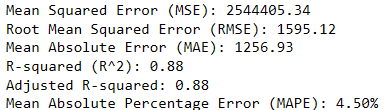 Mean Squared Error (MSE): 2544405.34
Root Mean Squared Error (RMSE): 1595.12
Mean Absolute Error (MAE): 1256.93
R-squared (R^2): 0.88
Adjusted R-squared: 0.88
Mean Absolute Percentage Error (MAPE): 4.50%